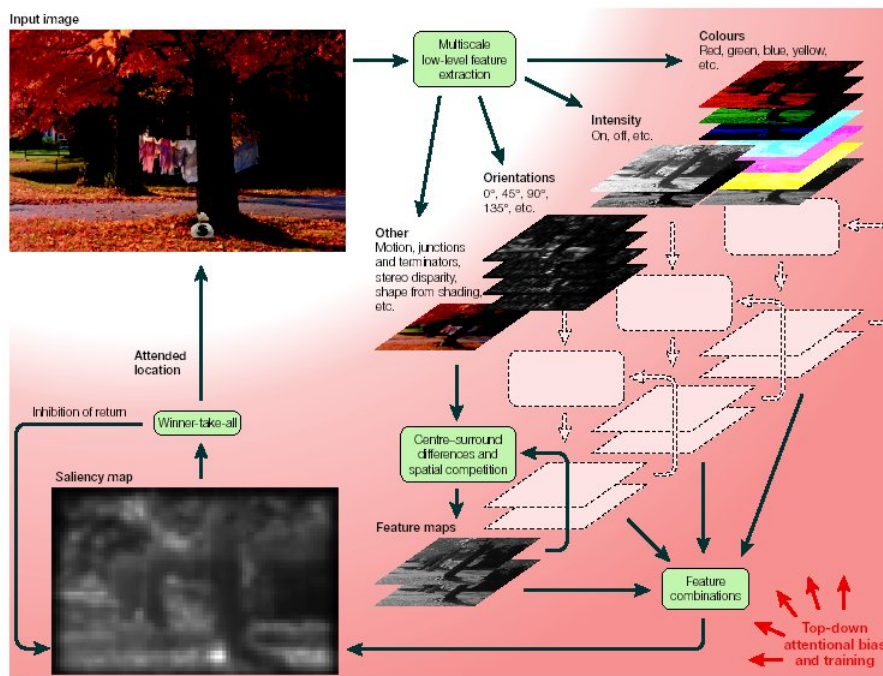 Input image
Multiscale
low-level feature
extraction
Colours
Red, green, blue, yellow,
etc.
Intensity
On, off, etc.
Orientations
0°, 45°, 90°,
135°, etc.
Other
Motion, junctions
and terminators,
stereo disparity,
shape from shading,
etc.
Attended
location
Inhibition of return
Winner-take-all
Centre–surround
differences and
spatial competition
Saliency map
Feature maps
Feature
combinations
Top-down
attentional bias
and training